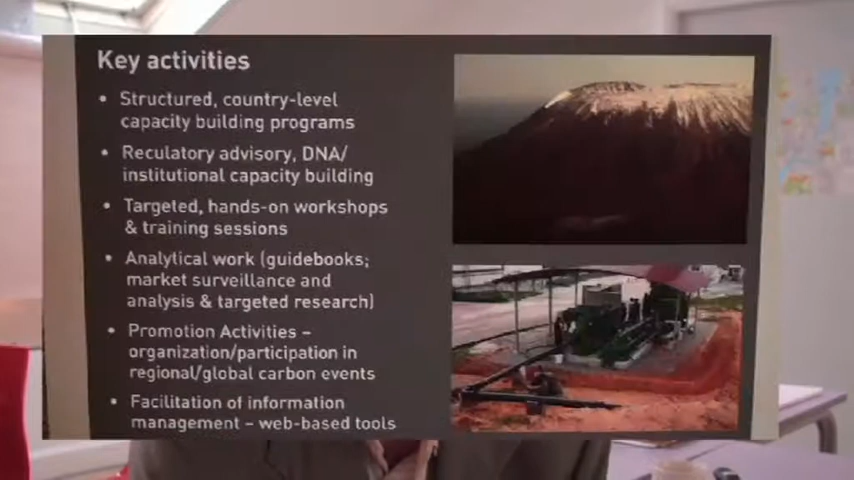 Key activities
• Structured, country-level
capacity building programs
• Reculatory advisory, DNA/
institutional capacity building
• Targeted, hands-on workshops
& training sessions
• Analytical work (guidebooks;
market surveillance and
analysis & targeted research)
• Promotion Activities –
organization/participation in
regional/global carbon events
• Facilitation of information
management – web-based tools